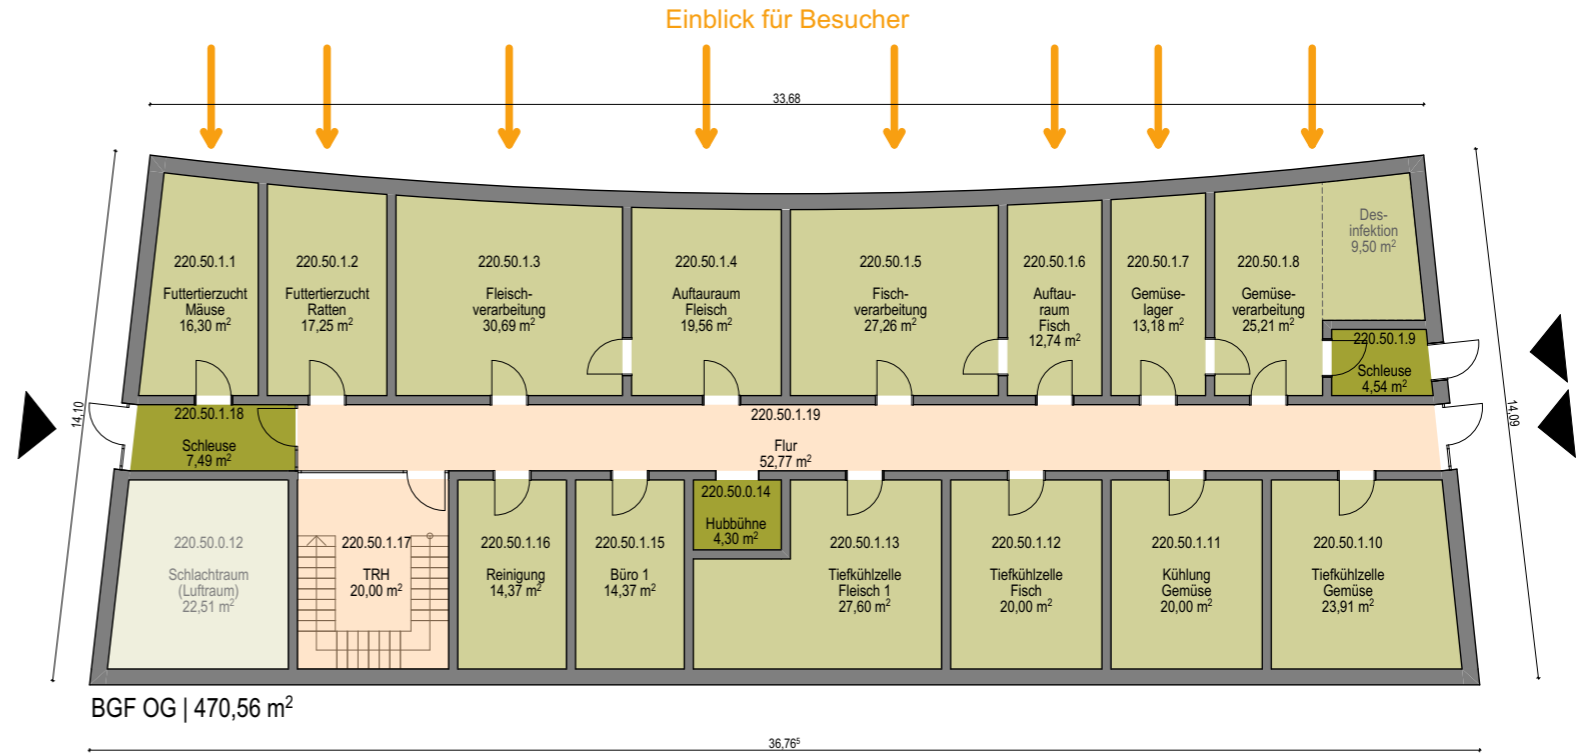 Einblick für Besucher
33,68
14,10
14,09
220.50.1.1
Futtertierzucht
Mäuse
16,30 m²
220.50.1.2
Futtertierzucht
Ratten
17,25 m²
220.50.1.3
Fleisch-
verarbeitung
30,69 m²
220.50.1.4
Auftauraum
Fleisch
19,56 m²
220.50.1.5
Fisch-
verarbeitung
27,26 m²
220.50.1.6
Auftau-
raum
Fisch
12,74 m²
220.50.1.7
Gemüse-
lager
13,18 m²
220.50.1.8
Gemüse-
verarbeitung
25,21 m²
Des-
infektion
9,50 m²
220.50.1.9
Schleuse
4,54 m²
220.50.1.18
Schleuse
7,49 m²
220.50.1.19
Flur
52,77 m²
220.50.0.12
Schlachtraum
(Luftraum)
22,51 m²
220.50.1.17
TRH
20,00 m²
220.50.1.16
Reinigung
14,37 m²
220.50.1.15
Büro 1
14,37 m²
220.50.0.14
Hubbühne
4,30 m²
220.50.1.13
Tiefkühlzelle
Fleisch 1
27,60 m²
220.50.1.12
Tiefkühlzelle
Fisch
20,00 m²
220.50.1.11
Kühlung
Gemüse
20,00 m²
220.50.1.10
Tiefkühlzelle
Gemüse
23,91 m²
BGF OG | 470,56 m²
36,76⁵